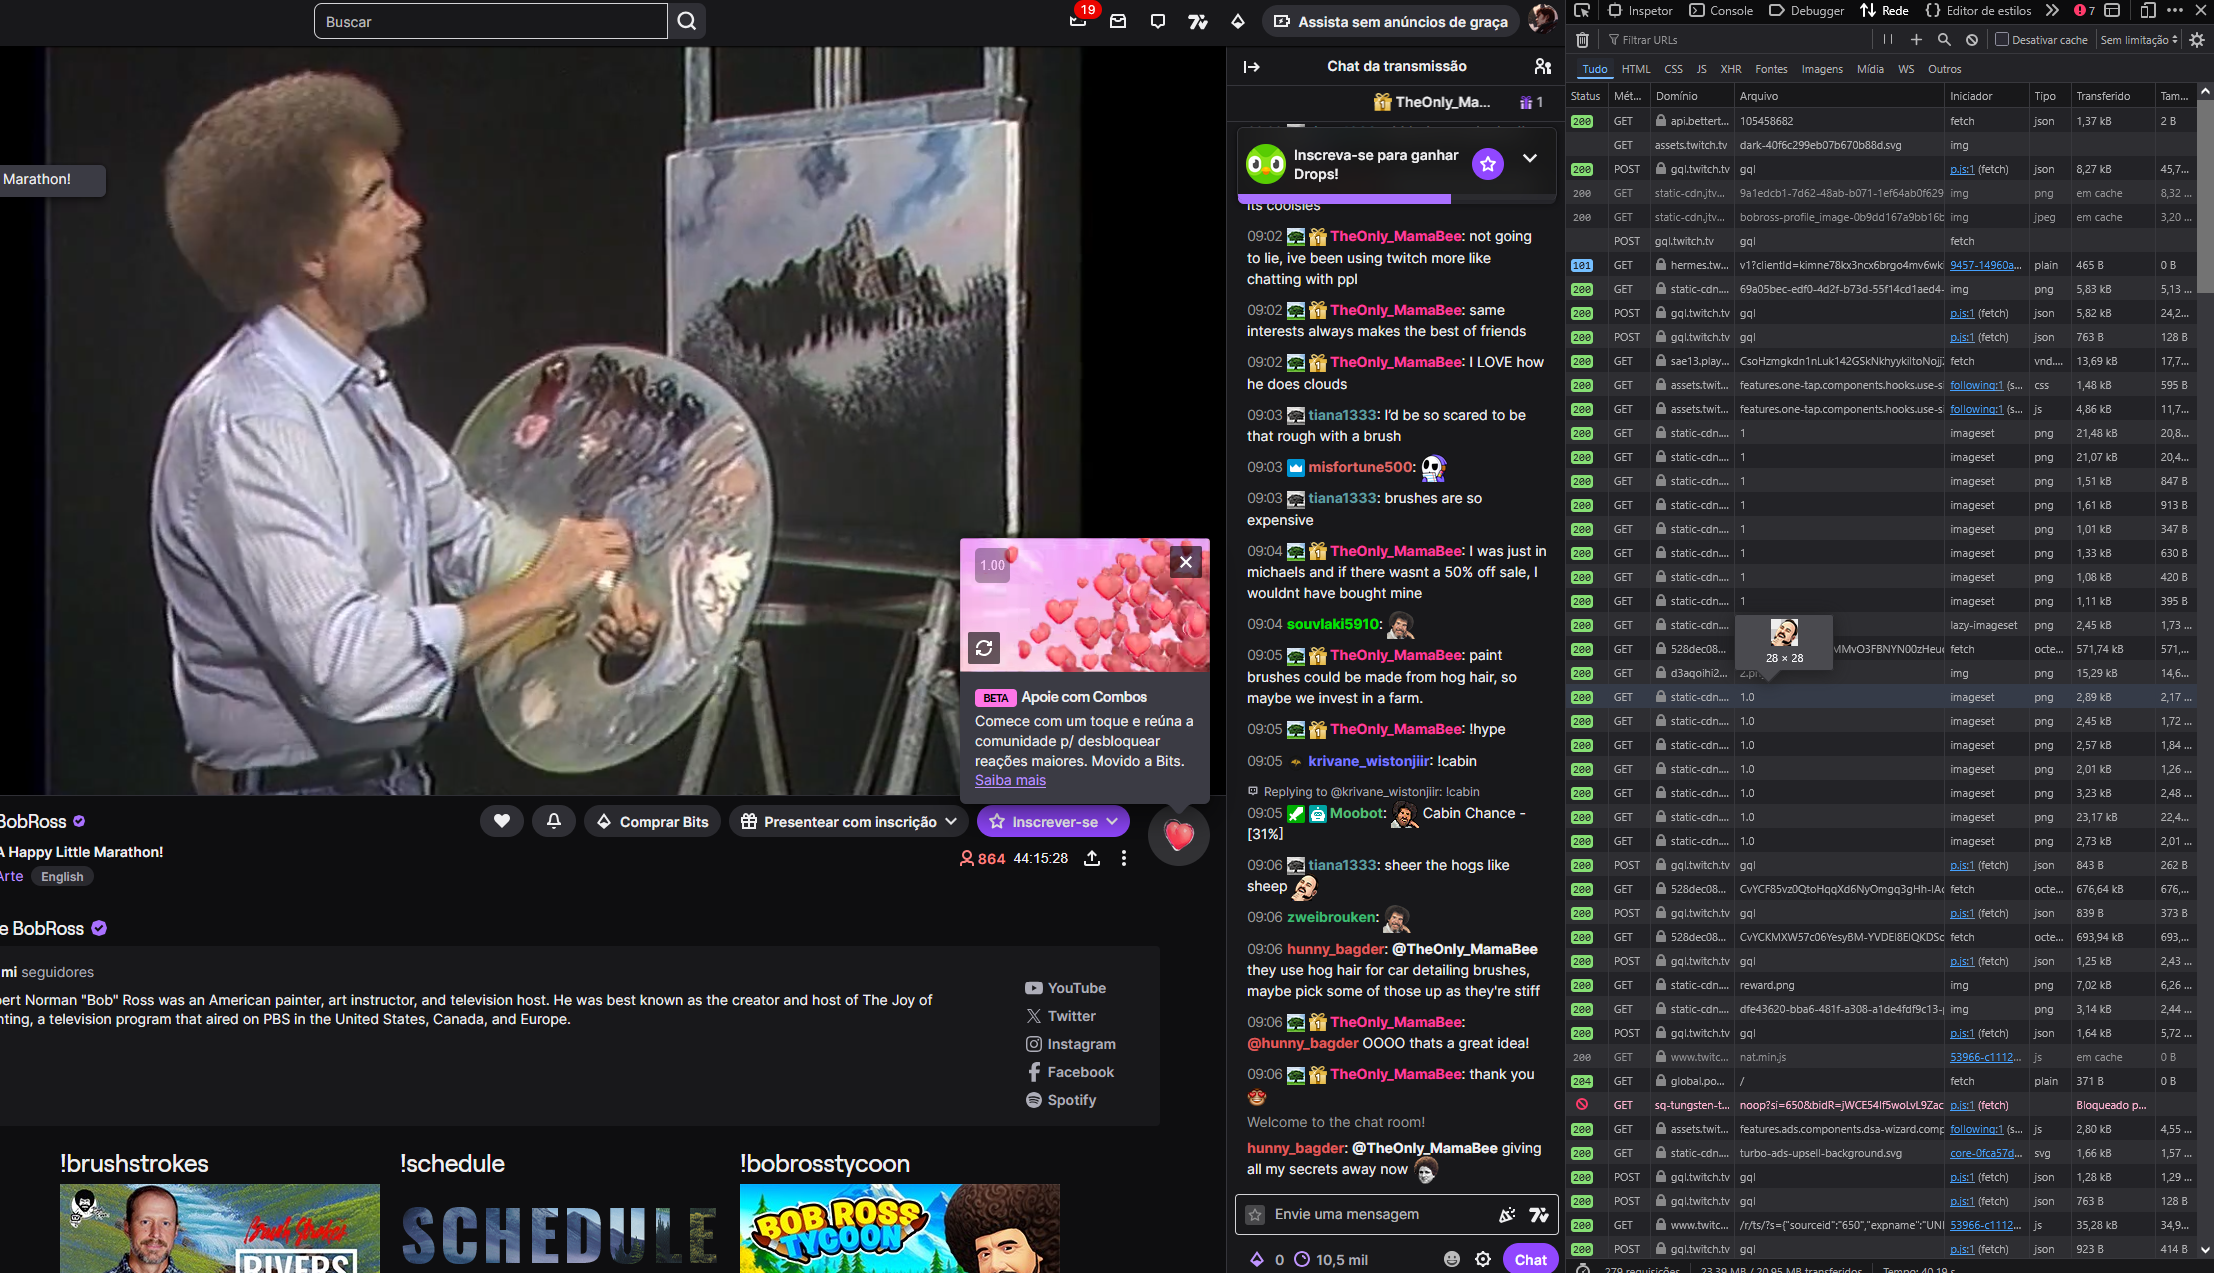 Buscar
19
Assista sem anúncios de graça
Marathon!
1.00
BETA Apoie com Combos
Comece com um toque e reúna a
comunidade p/ desbloquear
reações maiores. Movido a Bits.
Saiba mais
BobRoss
Comprar Bits
Presentear com inscrição
Inscrever-se
A Happy Little Marathon!
864 44:15:28
Arte English
e BobRoss
mi seguidores
ert Norman "Bob" Ross was an American painter, art instructor, and television host. He was best known as the creator and host of The Joy of
nting, a television program that aired on PBS in the United States, Canada, and Europe.
YouTube
Twitter
Instagram
Facebook
Spotify
!brushstrokes
!schedule
!bobrosstycoon
Brush Strokes
RIVERS
SCHEDULE
BOB ROSS
TYCOON
Chat da transmissão
TheOnly_Ma... 1
Inscreva-se para ganhar
Drops!
its coolsies
09:02 TheOnly_MamaBee: not going
to lie, ive been using twitch more like
chatting with ppl
09:02 TheOnly_MamaBee: same
interests always makes the best of friends
09:02 TheOnly_MamaBee: I LOVE how
he does clouds
09:03 tiana1333: I'd be so scared to be
that rough with a brush
09:03 misfortune500:
09:03 tiana1333: brushes are so
expensive
09:04 TheOnly_MamaBee: I was just in
michaels and if there wasnt a 50% off sale, I
wouldnt have bought mine
09:04 souvlaki5910:
09:05 TheOnly_MamaBee: paint
brushes could be made from hog hair, so
maybe we invest in a farm.
09:05 TheOnly_MamaBee: !hype
09:05 krivane_wistonjiir: !cabin
Replying to @krivane_wistonjiir: !cabin
09:05 Moobot: Cabin Chance -
[31%]
09:06 tiana1333: sheer the hogs like
sheep
09:06 zweibrouken:
09:06 hunny_bagder: @TheOnly_MamaBee
they use hog hair for car detailing brushes,
maybe pick some of those up as they're stiff
09:06 TheOnly_MamaBee:
@hunny_bagder OOOO thats a great idea!
09:06 TheOnly_MamaBee: thank you
Welcome to the chat room!
hunny_bagder: @TheOnly_MamaBee giving
all my secrets away now
Envie uma mensagem
0 10,5 mil Chat
Inspetor Console Debugger Rede Editor de estilos 7
Filtrar URLs Desativar cache Sem limitação
Tudo HTML CSS JS XHR Fontes Imagens Mídia WS Outros
Status Mét... Domínio Arquivo Iniciador Tipo Transferido Tam...
200 GET api.bettert... 105458682 fetch json 1,37 kB 2 B
GET assets.twitch.tv dark-40f6c299eb07b670b88d.svg img
200 POST gql.twitch.tv gql p.js:1 (fetch) json 8,27 kB 45,7...
200 GET static-cdn.jtv... 9a1edcb1-7d62-48ab-b071-1ef64ab0f629 img png em cache 8,32 ...
200 GET static-cdn.jtv... bobross-profile_image-0b9dd167a9bb16b img jpeg em cache 3,20 ...
POST gql.twitch.tv gql fetch
101 GET hermes.tw... v1?clientId=kimne78kx3ncx6brgo4mv6wki 9457-14960a... plain 465 B 0 B
200 GET static-cdn.... 69a05bec-edf0-4d2f-b73d-55f14cd1aed4- img png 5,83 kB 5,13 ...
200 POST gql.twitch.tv gql p.js:1 (fetch) json 5,82 kB 24,2...
200 POST gql.twitch.tv gql p.js:1 (fetch) json 763 B 128 B
200 GET sae13.play... fetch vnd.... 13,69 kB 17,7...
200 GET assets.twit... features.one-tap.components.hooks.use-si following:1 (s... css 1,48 kB 595 B
200 GET assets.twit... features.one-tap.components.hooks.use-si following:1 (s... js 4,86 kB 11,7...
200 GET static-cdn.... 1 imageset png 21,48 kB 20,8...
200 GET static-cdn.... 1 imageset png 21,07 kB 20,4...
200 GET static-cdn.... 1 imageset png 1,51 kB 847 B
200 GET static-cdn.... 1 imageset png 1,61 kB 913 B
200 GET static-cdn.... 1 imageset png 1,01 kB 347 B
200 GET static-cdn.... 1 imageset png 1,33 kB 630 B
200 GET static-cdn.... 1 imageset png 1,08 kB 420 B
200 GET static-cdn.... 1 imageset png 1,11 kB 395 B
200 GET static-cdn.... lazy-imageset png 2,45 kB 1,73 ...
28 × 28
200 GET 528dec08... fetch octe... 571,74 kB 571,...
200 GET d3aqoihi2... 2.png img png 15,29 kB 14,6...
200 GET static-cdn.... 1.0 imageset png 2,89 kB 2,17 ...
200 GET static-cdn.... 1.0 imageset png 2,45 kB 1,72 ...
200 GET static-cdn.... 1.0 imageset png 2,57 kB 1,84 ...
200 GET static-cdn.... 1.0 imageset png 2,01 kB 1,26 ...
200 GET static-cdn.... 1.0 imageset png 3,23 kB 2,48 ...
200 GET static-cdn.... 1.0 imageset png 23,17 kB 22,4...
200 GET static-cdn.... 1.0 imageset png 2,73 kB 2,01 ...
200 POST gql.twitch.tv gql p.js:1 (fetch) json 843 B 262 B
200 GET 528dec08... fetch octe... 676,64 kB 676,...
200 POST gql.twitch.tv gql p.js:1 (fetch) json 839 B 373 B
200 GET 528dec08... fetch octe... 693,94 kB 693,...
200 POST gql.twitch.tv gql p.js:1 (fetch) json 1,25 kB 2,43 ...
200 GET static-cdn.... reward.png img png 7,02 kB 6,26 ...
200 GET static-cdn.... dfe43620-bba6-481f-a308-a1de4fdf9c13- img png 3,14 kB 2,44 ...
200 POST gql.twitch.tv gql p.js:1 (fetch) json 1,64 kB 5,72 ...
200 GET www.twitc... nat.min.js 53966-c1112... js em cache 0 B
204 GET global.po... / fetch plain 371 B 0 B
GET sq-tungsten-t... p.js:1 (fetch) Bloqueado p...
200 GET assets.twit... features.ads.components.dsa-wizard.comp following:1 (s... js 2,80 kB 4,55 ...
200 GET static-cdn.... turbo-ads-upsell-background.svg core-0fca57d... svg 1,66 kB 1,57 ...
200 POST gql.twitch.tv gql p.js:1 (fetch) json 1,28 kB 1,29 ...
200 POST gql.twitch.tv gql p.js:1 (fetch) json 763 B 128 B
200 GET www.twitc... /r/ts/?s={"sourceid":"650","expname":"UNI 53966-c1112... js 35,28 kB 34,9...
200 POST gql.twitch.tv gql p.js:1 (fetch) json 923 B 414 B
279 requisições 23,39 MB / 20,95 MB transferidos Tempo: 40,19 s